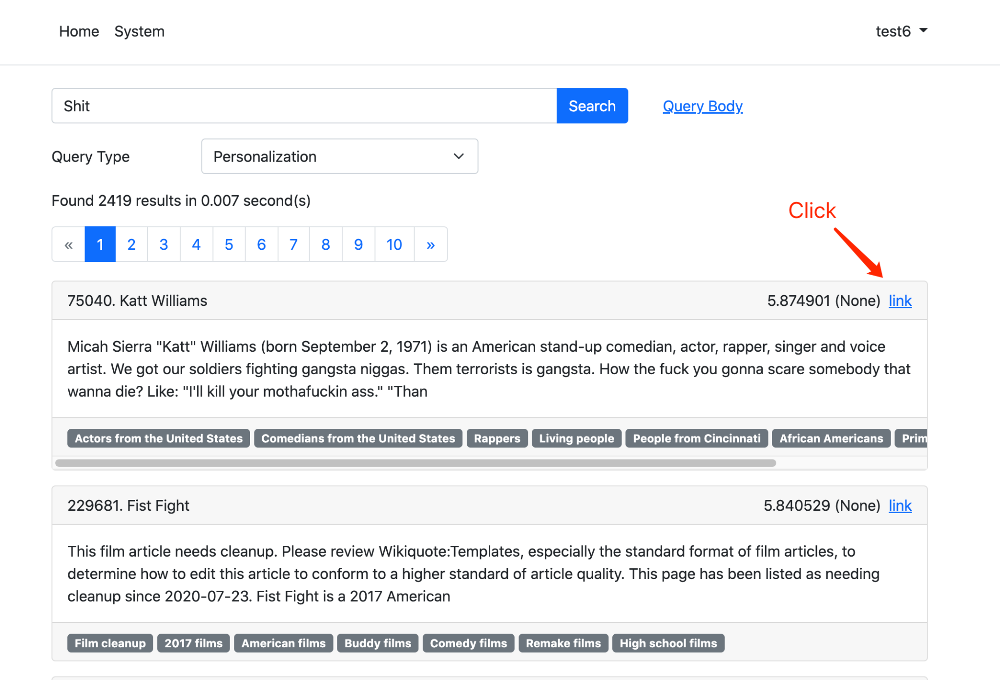 Home System test6
Shit Search Query Body
Query Type Personalization
Found 2419 results in 0.007 second(s)
Click
« 1 2 3 4 5 6 7 8 9 10 »
75040. Katt Williams 5.874901 (None) link
Micah Sierra "Katt" Williams (born September 2, 1971) is an American stand-up comedian, actor, rapper, singer and voice
artist. We got our soldiers fighting gangsta niggas. Them terrorists is gangsta. How the fuck you gonna scare somebody that
wanna die? Like: "I'll kill your mothafuckin ass." "Than
Actors from the United States Comedians from the United States Rappers Living people People from Cincinnati African Americans Prim
229681. Fist Fight 5.840529 (None) link
This film article needs cleanup. Please review Wikiquote:Templates, especially the standard format of film articles, to
determine how to edit this article to conform to a higher standard of article quality. This page has been listed as needing
cleanup since 2020-07-23. Fist Fight is a 2017 American
Film cleanup 2017 films American films Buddy films Comedy films Remake films High school films